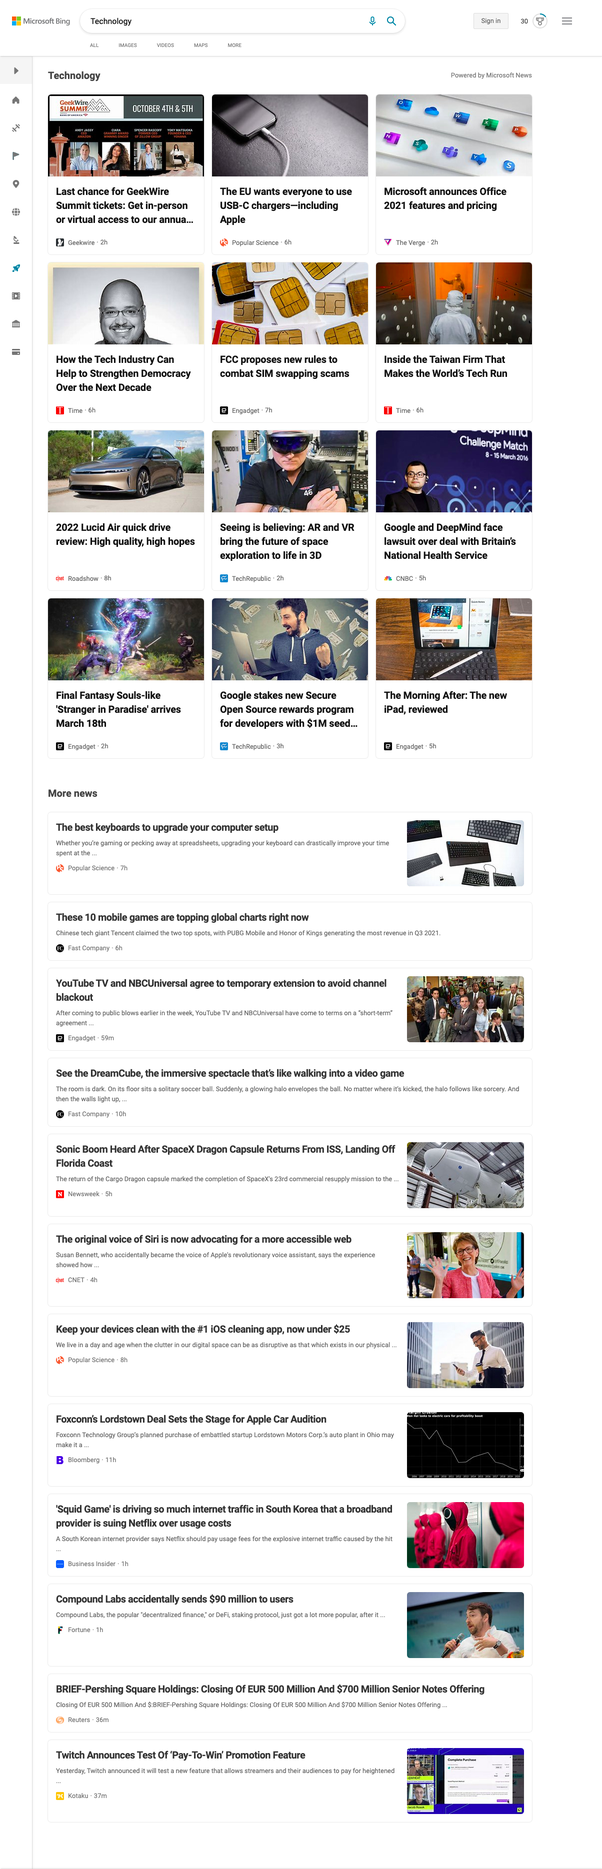 Microsoft Bing
Technology
Sign in
30
ALL
IMAGES
VIDEOS
MAPS
MORE
Technology
Powered by Microsoft News
GeekWire
SUMMIT
OCTOBER 4TH & 5TH
Last chance for GeekWire
Summit tickets: Get in-person
or virtual access to our annua...
Geekwire · 2h
The EU wants everyone to use
USB-C chargers—including
Apple
Popular Science · 6h
Microsoft announces Office
2021 features and pricing
The Verge · 2h
How the Tech Industry Can
Help to Strengthen Democracy
Over the Next Decade
Time · 6h
FCC proposes new rules to
combat SIM swapping scams
Engadget · 7h
Inside the Taiwan Firm That
Makes the World's Tech Run
Time · 6h
2022 Lucid Air quick drive
review: High quality, high hopes
Roadshow · 8h
Seeing is believing: AR and VR
bring the future of space
exploration to life in 3D
TechRepublic · 2h
DeepMind
Challenge Match
8 - 15 March 2016
Google and DeepMind face
lawsuit over deal with Britain's
National Health Service
CNBC · 5h
Final Fantasy Souls-like
'Stranger in Paradise' arrives
March 18th
Engadget · 2h
Google stakes new Secure
Open Source rewards program
for developers with $1M seed...
TechRepublic · 3h
The Morning After: The new
iPad, reviewed
Engadget · 5h
More news
The best keyboards to upgrade your computer setup
Whether you're gaming or pecking away at spreadsheets, upgrading your keyboard can drastically improve your time
spent at the ...
Popular Science · 7h
These 10 mobile games are topping global charts right now
Chinese tech giant Tencent claimed the two top spots, with PUBG Mobile and Honor of Kings generating the most revenue in Q3 2021.
Fast Company · 6h
YouTube TV and NBCUniversal agree to temporary extension to avoid channel
blackout
After coming to public blows earlier in the week, YouTube TV and NBCUniversal have come to terms on a "short-term"
agreement ...
Engadget · 59m
See the DreamCube, the immersive spectacle that's like walking into a video game
The room is dark. On its floor sits a solitary soccer ball. Suddenly, a glowing halo envelopes the ball. No matter where it's kicked, the halo follows like sorcery. And
then the walls light up, ...
Fast Company · 10h
Sonic Boom Heard After SpaceX Dragon Capsule Returns From ISS, Landing Off
Florida Coast
The return of the Cargo Dragon capsule marked the completion of SpaceX's 23rd commercial resupply mission to the ...
Newsweek · 5h
The original voice of Siri is now advocating for a more accessible web
Susan Bennett, who accidentally became the voice of Apple's revolutionary voice assistant, says the experience
showed how ...
CNET · 4h
Keep your devices clean with the #1 iOS cleaning app, now under $25
We live in a day and age when the clutter in our digital space can be as disruptive as that which exists in our physical ...
Popular Science · 8h
Foxconn's Lordstown Deal Sets the Stage for Apple Car Audition
Foxconn Technology Group's planned purchase of embattled startup Lordstown Motors Corp.'s auto plant in Ohio may
make it a ...
Bloomberg · 11h
'Squid Game' is driving so much internet traffic in South Korea that a broadband
provider is suing Netflix over usage costs
A South Korean internet provider says Netflix should pay usage fees for the explosive internet traffic caused by the hit
...
Business Insider · 1h
Compound Labs accidentally sends $90 million to users
Compound Labs, the popular "decentralized finance," or DeFi, staking protocol, just got a lot more popular, after it ...
Fortune · 1h
BRIEF-Pershing Square Holdings: Closing Of EUR 500 Million And $700 Million Senior Notes Offering
Closing Of EUR 500 Million And $:BRIEF-Pershing Square Holdings: Closing Of EUR 500 Million And $700 Million Senior Notes Offering ...
Reuters · 36m
Twitch Announces Test Of 'Pay-To-Win' Promotion Feature
Yesterday, Twitch announced it will test a new feature that allows streamers and their audiences to pay for heightened
...
Kotaku · 37m
Complete Purchase